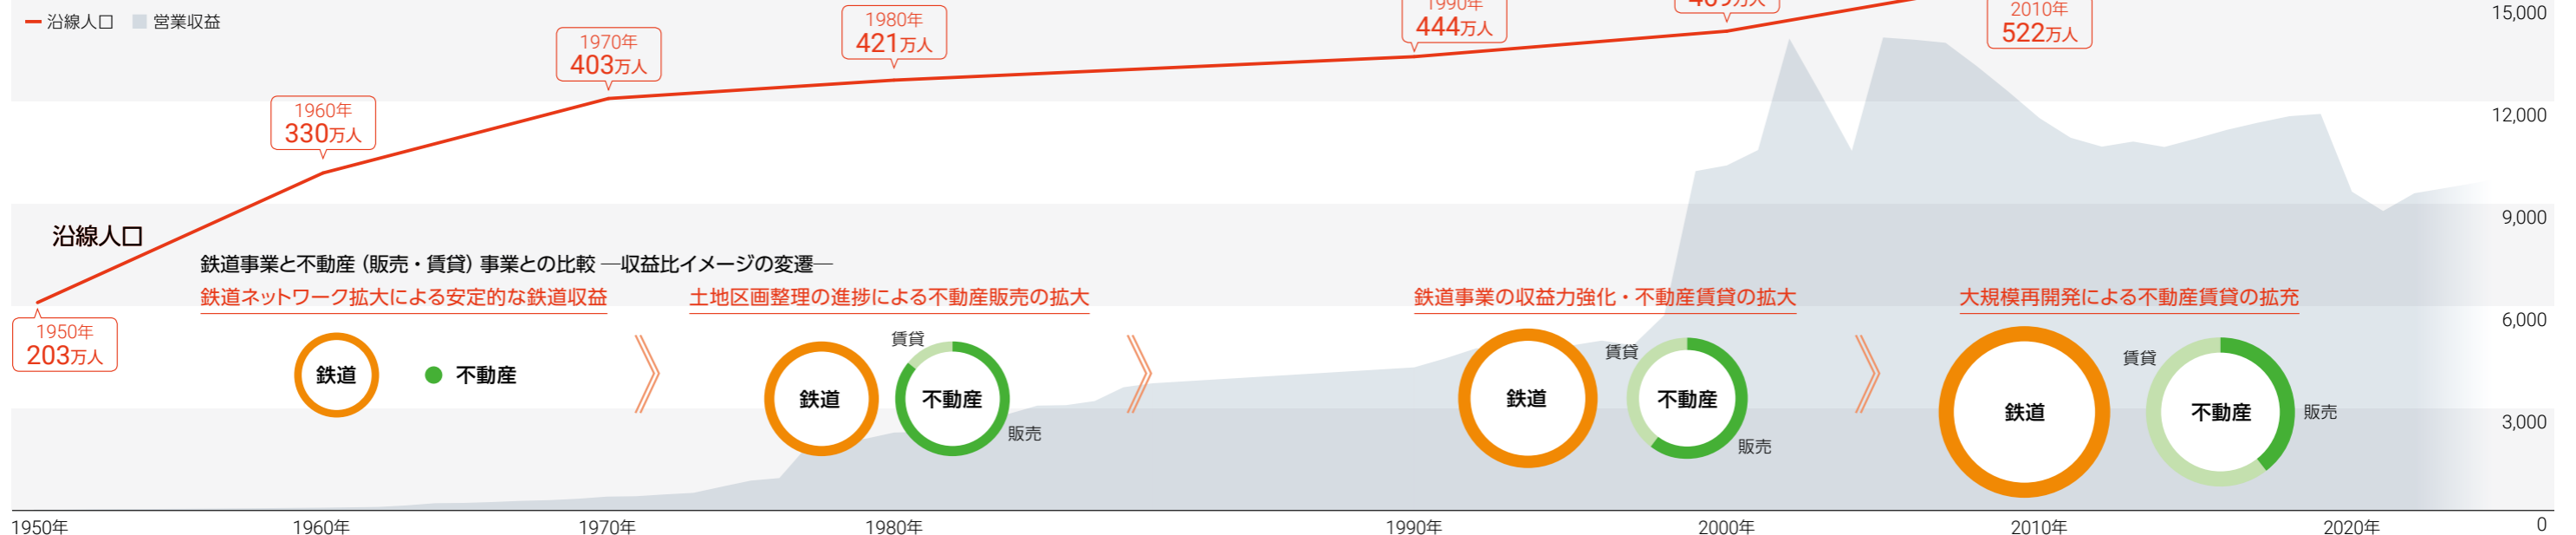 沿線人口
営業収益
1950年
203万人
1960年
330万人
1970年
403万人
1980年
421万人
1990年
444万人
469万人
2010年
522万人
15,000
12,000
9,000
6,000
3,000
0
沿線人口
鉄道事業と不動産（販売・賃貸）事業との比較 ―収益比イメージの変遷―
鉄道ネットワーク拡大による安定的な鉄道収益
鉄道
不動産
土地区画整理の進捗による不動産販売の拡大
鉄道
賃貸
不動産
販売
鉄道事業の収益力強化・不動産賃貸の拡大
鉄道
賃貸
不動産
販売
大規模再開発による不動産賃貸の拡充
鉄道
賃貸
不動産
販売
1950年
1960年
1970年
1980年
1990年
2000年
2010年
2020年